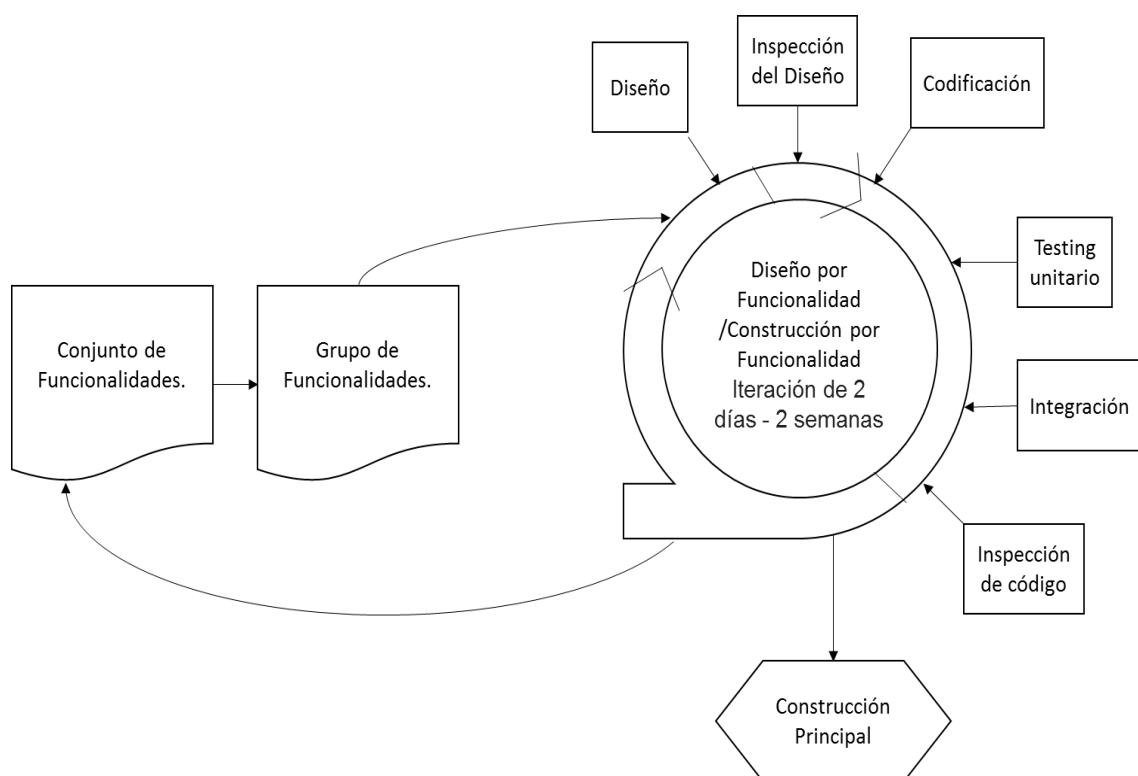 Diseño
Inspección
del Diseño
Codificación
Testing
unitario
Integración
Inspección
de código
Conjunto de
Funcionalidades.
Grupo de
Funcionalidades.
Diseño por
Funcionalidad
/Construcción por
Funcionalidad
Iteración de 2
días - 2 semanas
Construcción
Principal